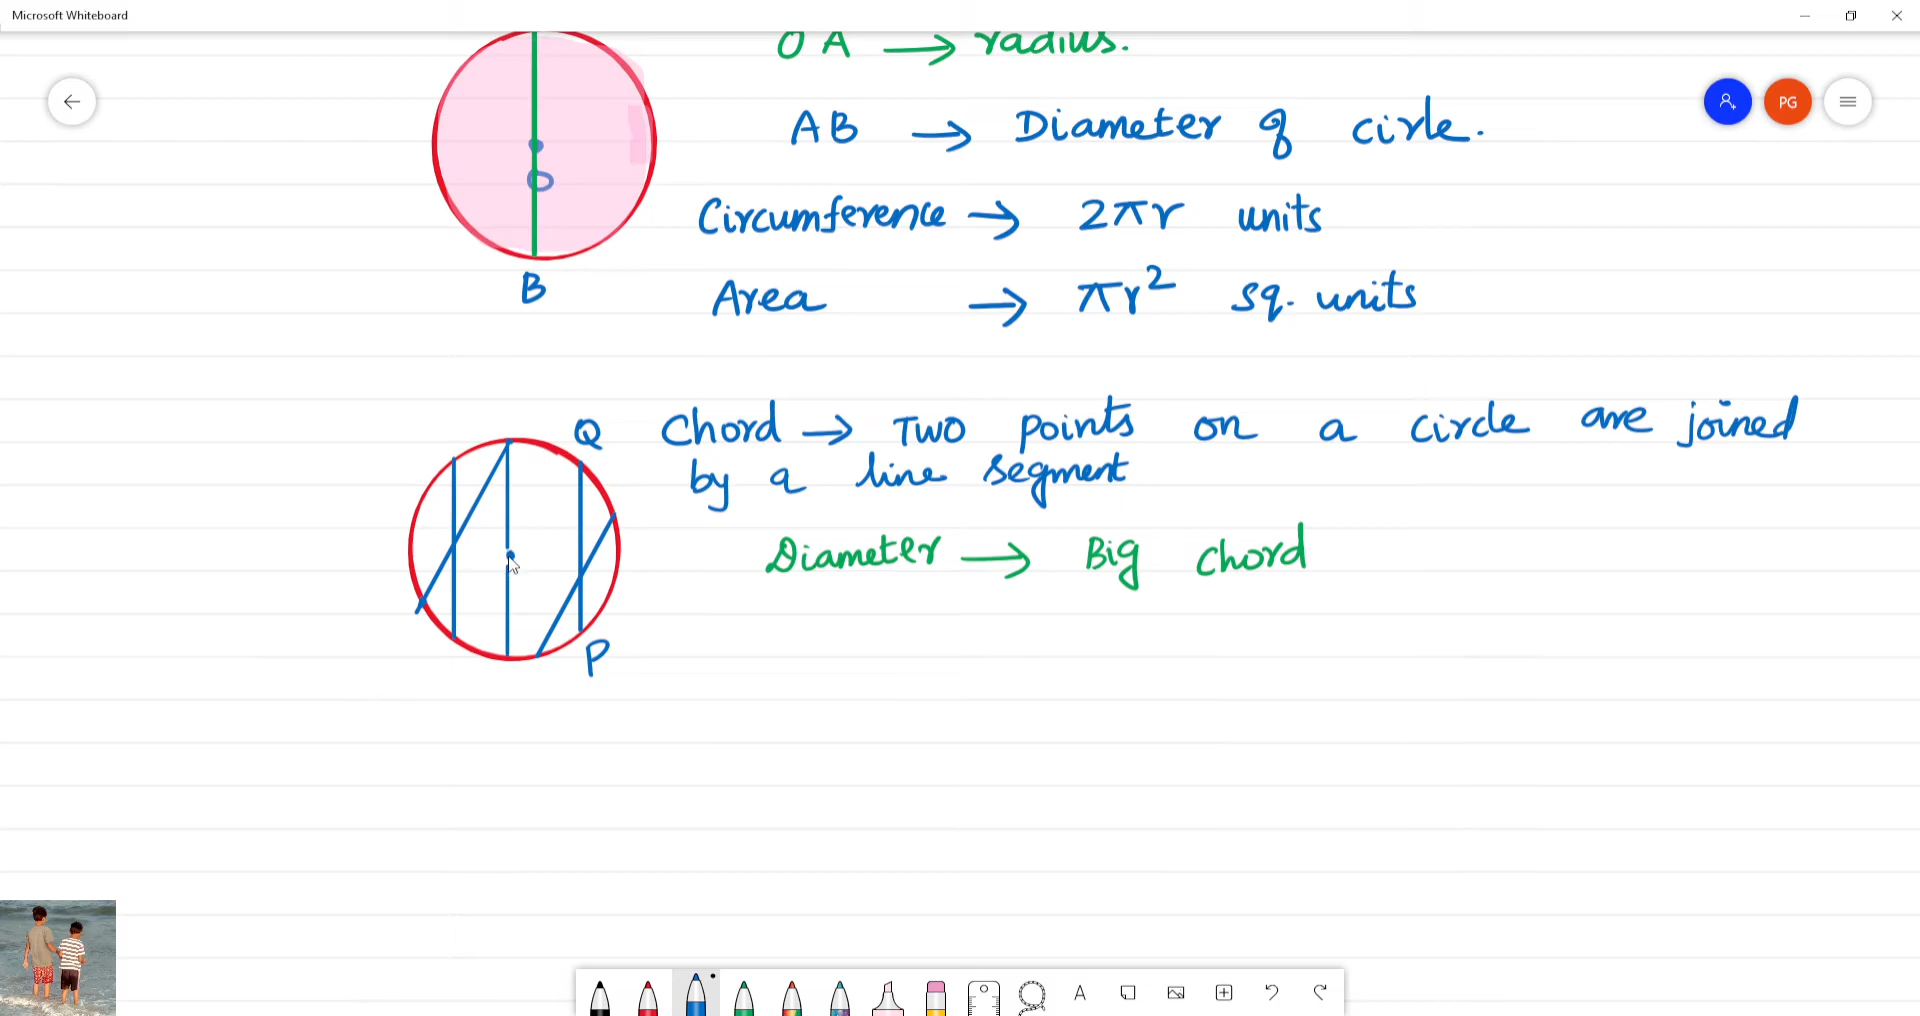 Microsoft Whiteboard
OA → radius.
PG
AB → Diameter of cirle.
O
Circumference → 2πr units
B
Area → πr² sq. units
Q
Chord → Two points on a circle are joined
by a line segment
Diameter → Big chord
P
A